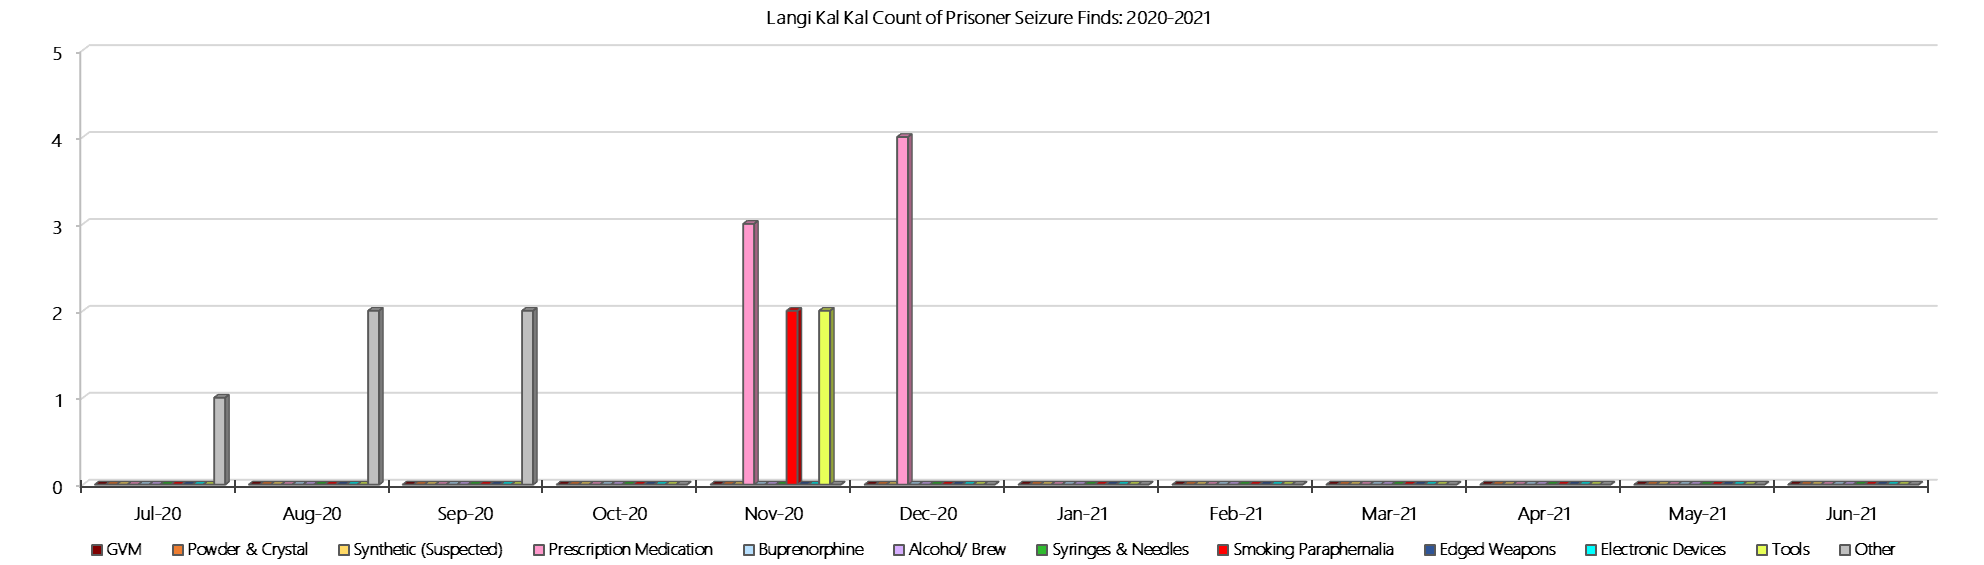 Langi Kal Kal Count of Prisoner Seizure Finds: 2020-2021
5
4
3
2
1
0
Jul-20 Aug-20 Sep-20 Oct-20 Nov-20 Dec-20 Jan-21 Feb-21 Mar-21 Apr-21 May-21 Jun-21
GVM Powder & Crystal Synthetic (Suspected) Prescription Medication Buprenorphine Alcohol/ Brew Syringes & Needles Smoking Paraphernalia Edged Weapons Electronic Devices Tools Other